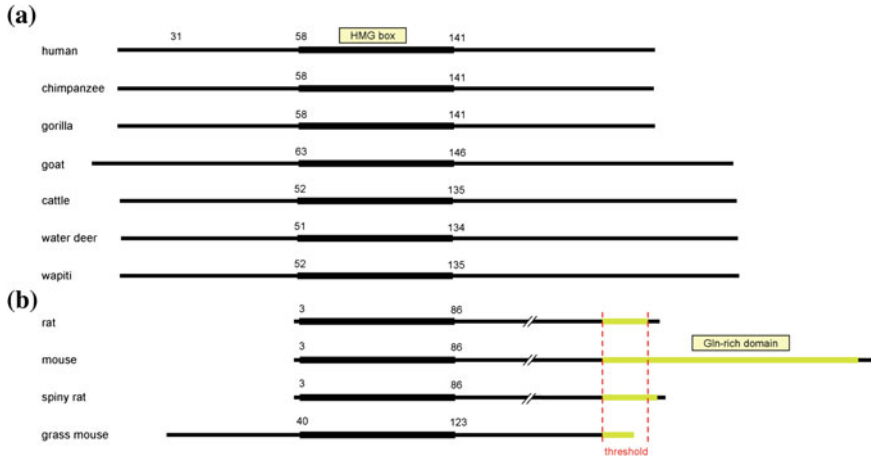 (a)
31 58 HMG box 141
human
58 141
chimpanzee
58 141
gorilla
63 146
goat
52 135
cattle
51 134
water deer
52 135
wapiti
(b)
3 86
rat
Gln-rich domain
3 86
mouse
3 86
spiny rat
40 123
grass mouse
threshold